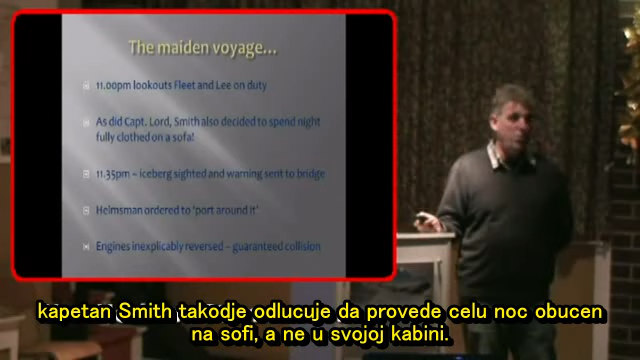 The maiden voyage...
11.00pm lookouts Fleet and Lee on duty
As did Capt. Lord, Smith also decided to spend night
fully clothed on a sofa!
11.35pm – iceberg sighted and warning sent to bridge
Helmsman ordered to 'port around it'
Engines inexplicably reversed – guaranteed collision
kapetan Smith takodje odlucuje da provede celu noc obucen
na sofi, a ne u svojoj kabini.